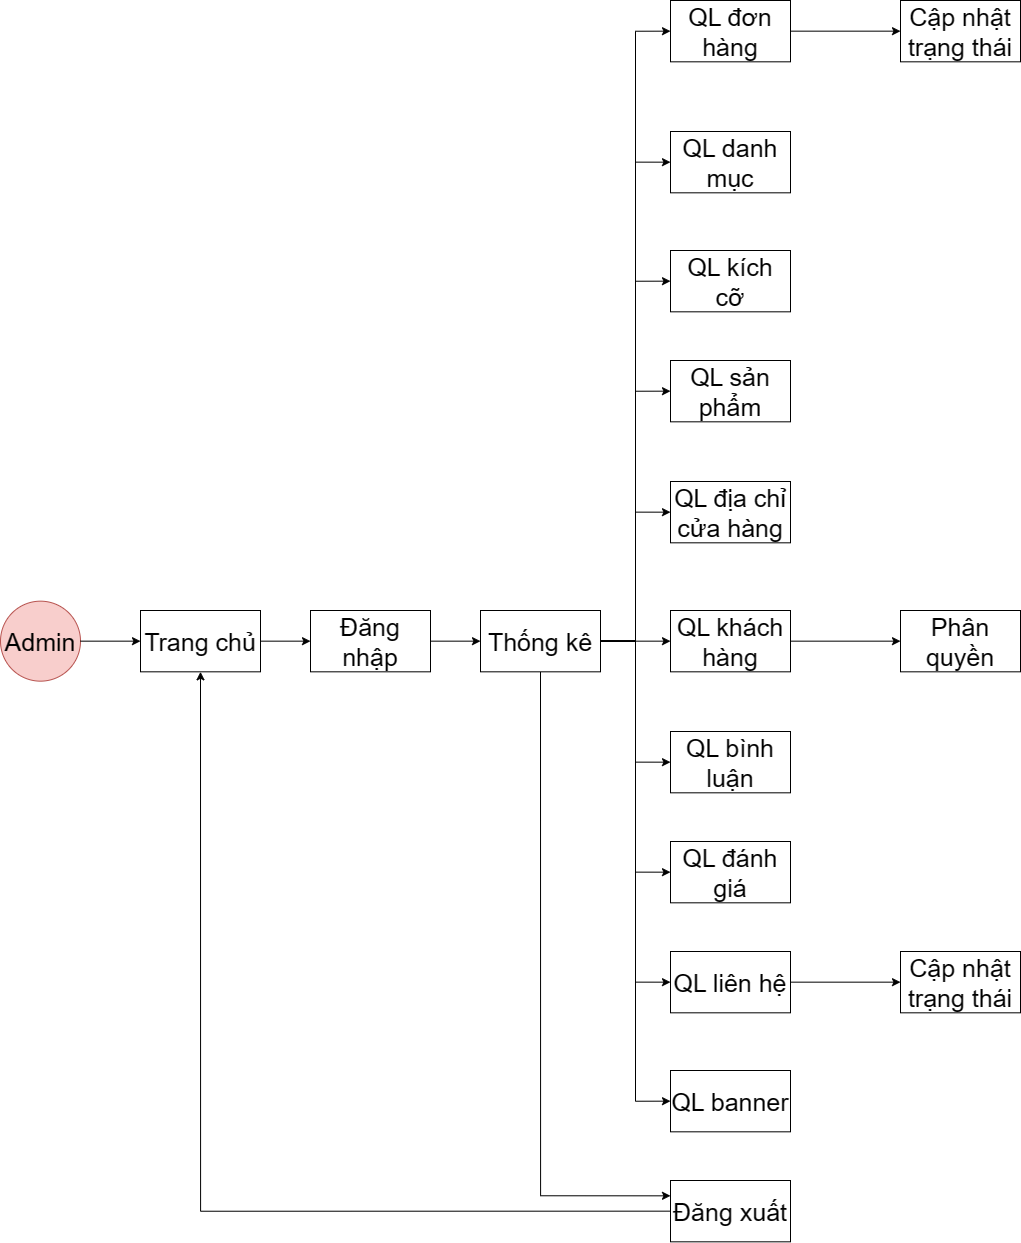 QL đơn
hàng
Cập nhật
trạng thái
QL danh
mục
QL kích
cỡ
QL sản
phẩm
QL địa chỉ
cửa hàng
Admin
Trang chủ
Đăng
nhập
Thống kê
QL khách
hàng
Phân
quyền
QL bình
luận
QL đánh
giá
QL liên hệ
Cập nhật
trạng thái
QL banner
Đăng xuất